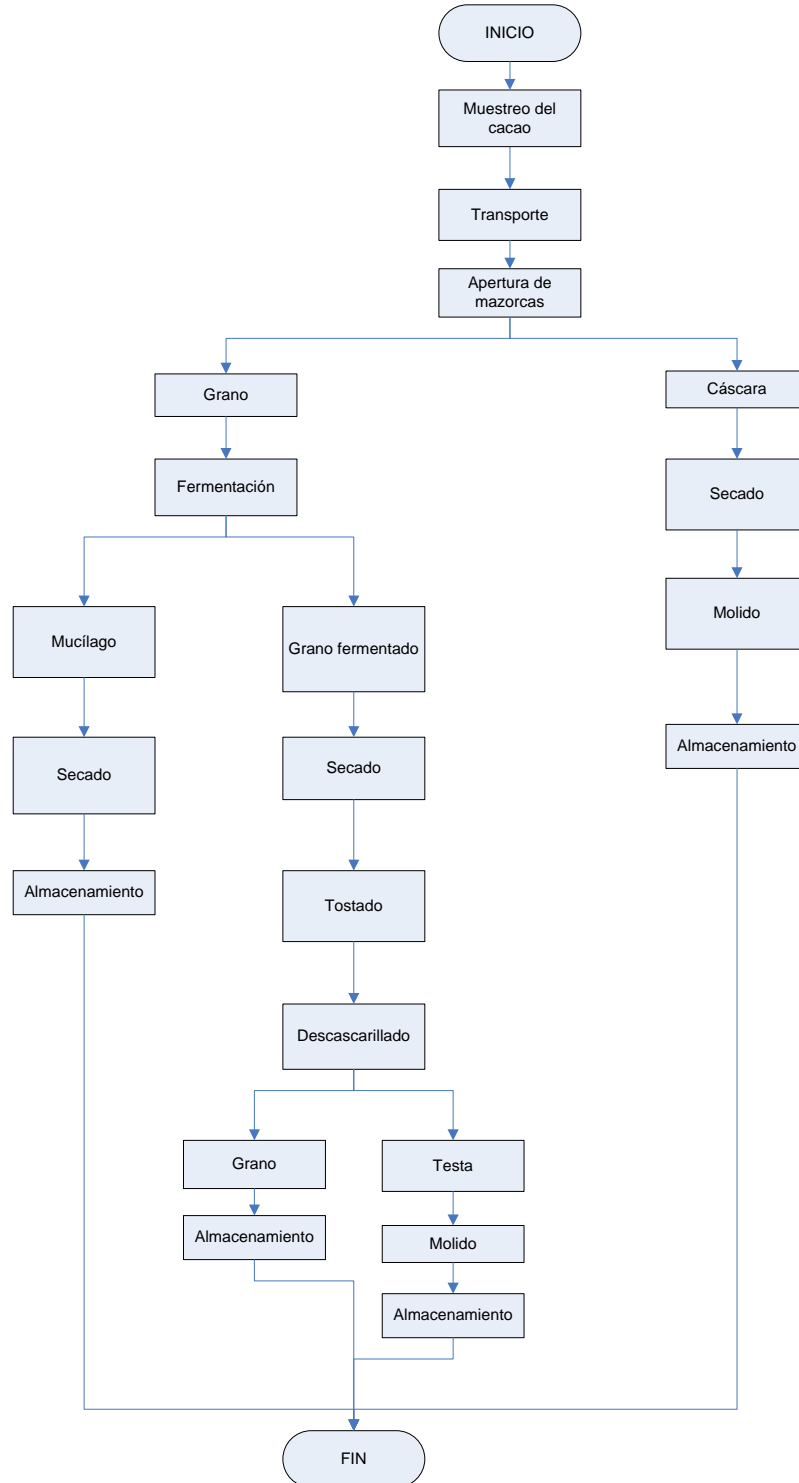 INICIO
Muestreo del
cacao
Transporte
Apertura de
mazorcas
Grano
Cáscara
Fermentación
Secado
Mucílago
Grano fermentado
Molido
Secado
Secado
Almacenamiento
Almacenamiento
Tostado
Descascarillado
Grano
Testa
Almacenamiento
Molido
Almacenamiento
FIN